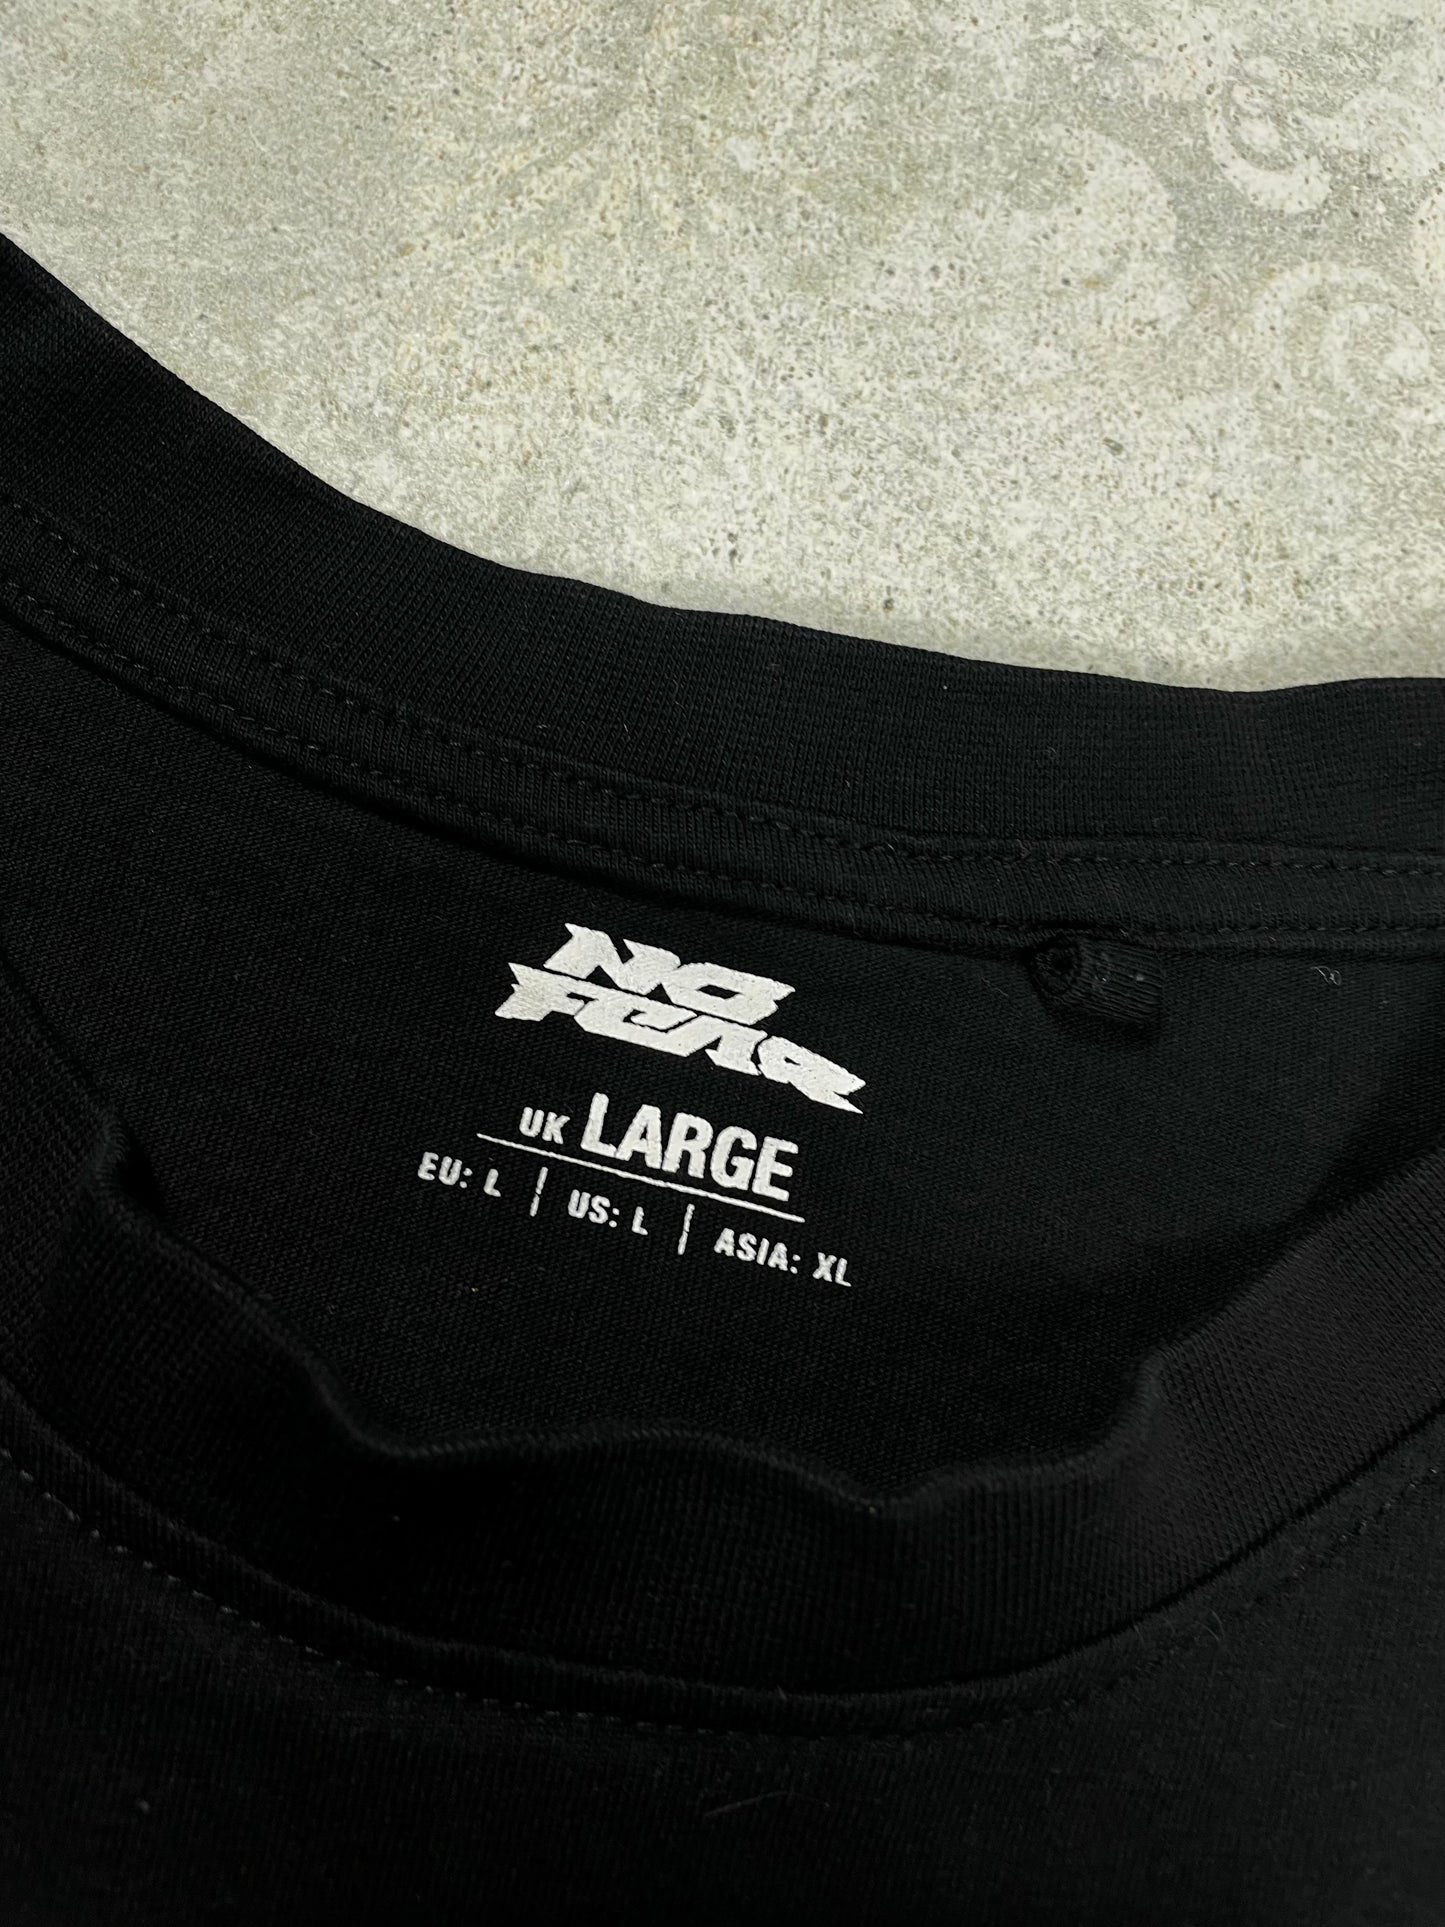 NO
FEAR
UK LARGE
EU: L | US: L | ASIA: XL